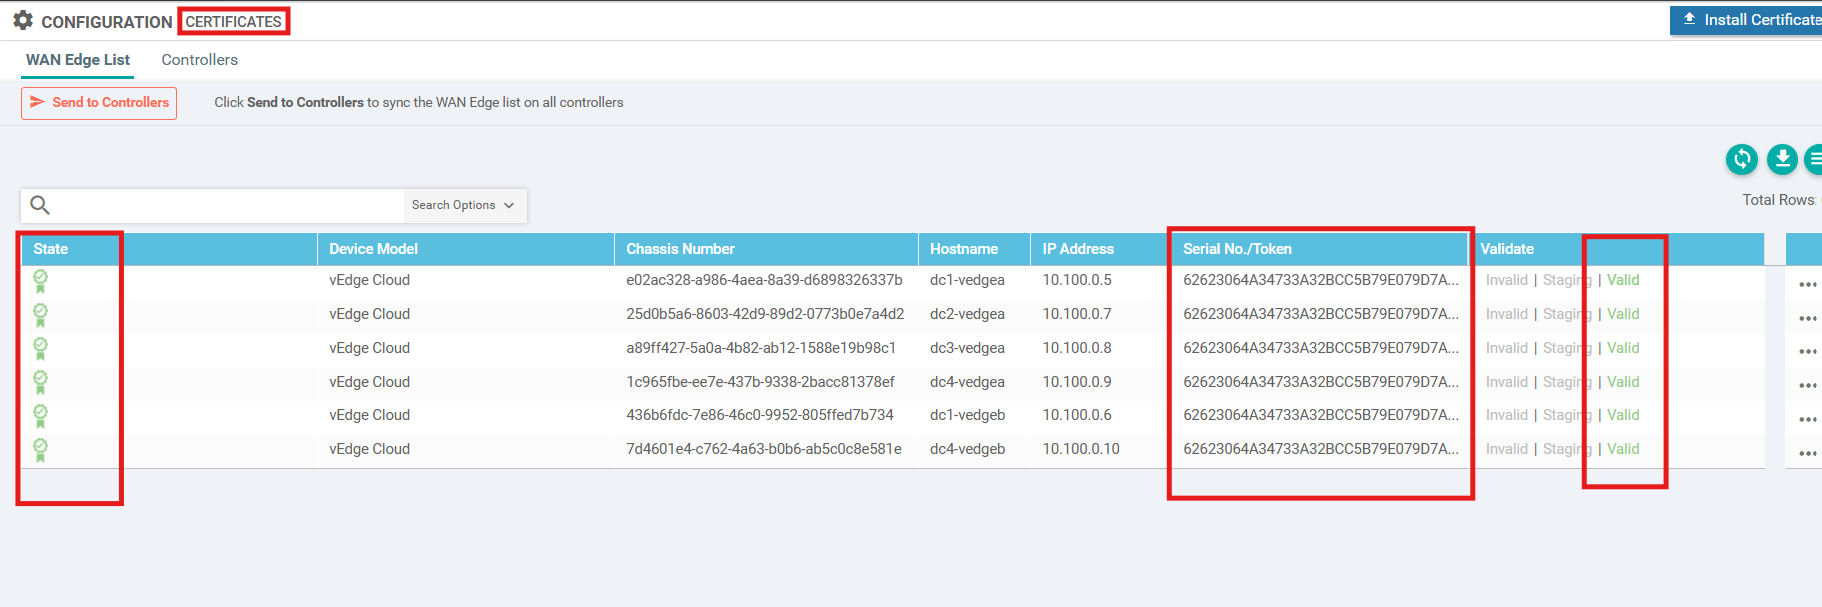 CONFIGURATION CERTIFICATES
Install Certificate
WAN Edge List Controllers
Send to Controllers Click Send to Controllers to sync the WAN Edge list on all controllers
Search Options
Total Rows:
State Device Model Chassis Number Hostname IP Address Serial No./Token Validate
vEdge Cloud e02ac328-a986-4aea-8a39-d6898326337b dc1-vedgea 10.100.0.5 62623064A34733A32BCC5B79E079D7A... Invalid | Staging | Valid
vEdge Cloud 25d0b5a6-8603-42d9-89d2-0773b0e7a4d2 dc2-vedgea 10.100.0.7 62623064A34733A32BCC5B79E079D7A... Invalid | Staging | Valid
vEdge Cloud a89ff427-5a0a-4b82-ab12-1588e19b98c1 dc3-vedgea 10.100.0.8 62623064A34733A32BCC5B79E079D7A... Invalid | Staging | Valid
vEdge Cloud 1c965fbe-ee7e-437b-9338-2bacc81378ef dc4-vedgea 10.100.0.9 62623064A34733A32BCC5B79E079D7A... Invalid | Staging | Valid
vEdge Cloud 436b6fdc-7e86-46c0-9952-805ffed7b734 dc1-vedgeb 10.100.0.6 62623064A34733A32BCC5B79E079D7A... Invalid | Staging | Valid
vEdge Cloud 7d4601e4-c762-4a63-b0b6-ab5c0c8e581e dc4-vedgeb 10.100.0.10 62623064A34733A32BCC5B79E079D7A... Invalid | Staging | Valid